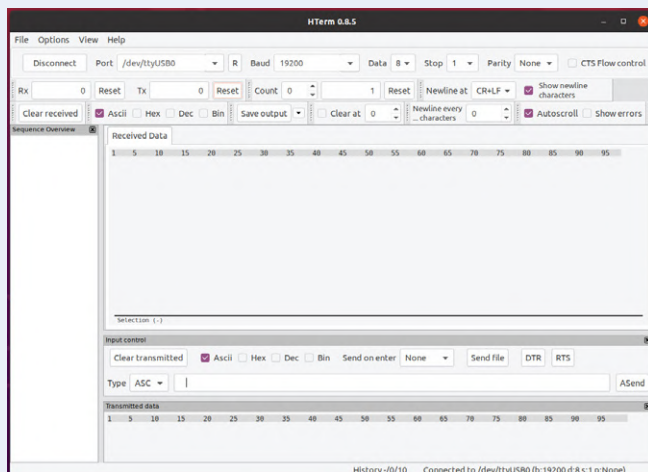 HTerm 0.8.5
File Options View Help
Disconnect Port /dev/ttyUSB0 R Baud 19200 Data 8 Stop 1 Parity None CTS Flow control
Rx 0 Reset Tx 0 Reset Count 0 1 Reset Newline at CR+LF Show newline
characters
Clear received Ascii Hex Dec Bin Save output Clear at 0 Newline every
... characters 0 Autoscroll Show errors
Sequence Overview
Received Data
1 5 10 15 20 25 30 35 40 45 50 55 60 65 70 75 80 85 90 95
Selection (-)
Input control
Clear transmitted Ascii Hex Dec Bin Send on enter None Send file DTR RTS
Type ASC ASend
Transmitted data
1 5 10 15 20 25 30 35 40 45 50 55 60 65 70 75 80 85 90 95
History -/0/10 Connected to /dev/ttyUSB0 (b:19200 d:8 s:1 p:None)